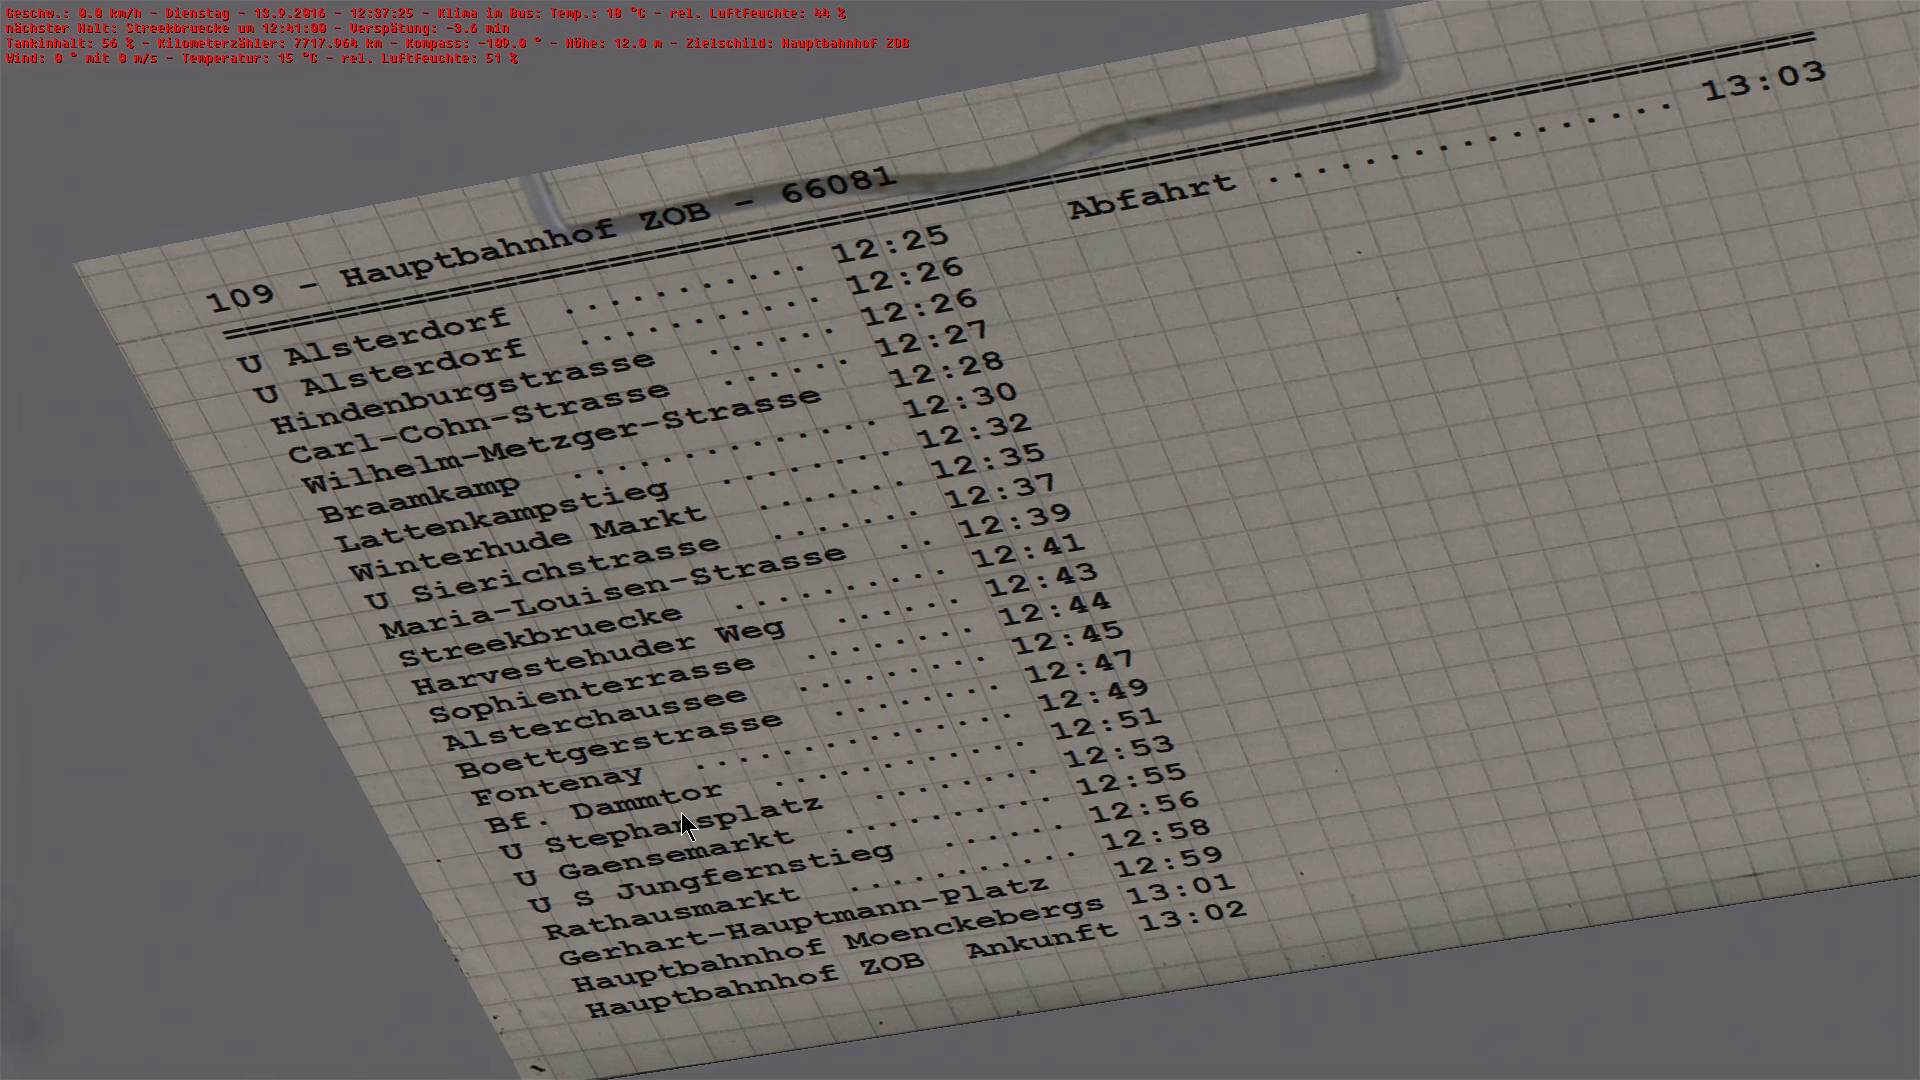 Geschw.: 0.0 km/h - Dienstag - 13.9.2016 - 12:37:25 - Klima im Bus: Temp.: 18 °C - rel. Luftfeuchte: 44 %
nächster Halt: Streekbruecke um 12:41:00 - Verspätung: -3.6 min
Tankinhalt: 56 % - Kilometerzähler: 7717.964 km - Kompass: -109.0 ° - Höhe: 12.0 m - Zielschild: Hauptbahnhof ZOB
Wind: 0 ° mit 0 m/s - Temperatur: 15 °C - rel. Luftfeuchte: 51 %
109 - Hauptbahnhof ZOB - 66081
U Alsterdorf .......... 12:25
U Alsterdorf .......... 12:26
Hindenburgstrasse ...... 12:26
Carl-Cohn-Strasse ...... 12:27
Wilhelm-Metzger-Strasse 12:28
Braamkamp ............. 12:30
Lattenkampstieg ....... 12:32
Winterhude Markt ....... 12:35
U Sierichstrasse ....... 12:37
Maria-Louisen-Strasse .. 12:39
Streekbruecke ......... 12:41
Harvestehuder Weg ...... 12:43
Sophienterrasse ....... 12:44
Alsterchaussee ........ 12:45
Boettgerstrasse ....... 12:47
Fontenay ............. 12:49
Bf. Dammtor ........... 12:51
U Stephansplatz ....... 12:53
U Gaensemarkt ......... 12:55
U S Jungfernstieg ...... 12:56
Rathausmarkt .......... 12:58
Gerhart-Hauptmann-Platz 12:59
Hauptbahnhof Moenckebergs 13:01
Hauptbahnhof ZOB Ankunft 13:02
Abfahrt ................. 13:03